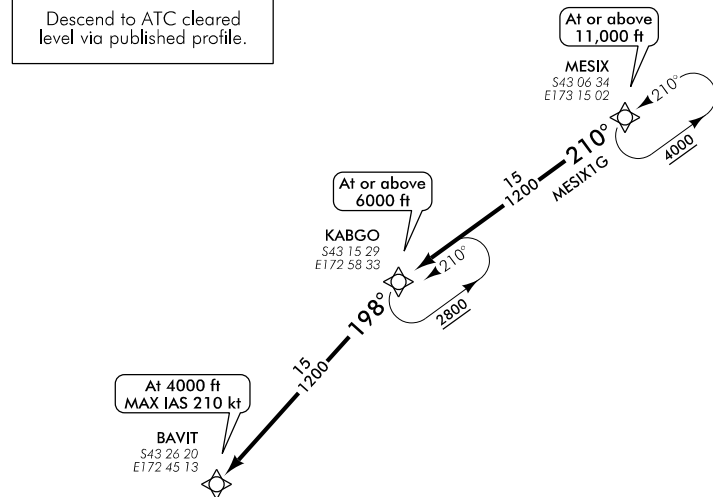 Descend to ATC cleared
level via published profile.
At or above
11,000 ft
MESIX
S43 06 34
E173 15 02
210°
4000
210°
MESIX1G
15
1200
At or above
6000 ft
KABGO
S43 15 29
E172 58 33
210°
2800
198°
15
1200
At 4000 ft
MAX IAS 210 kt
BAVIT
S43 26 20
E172 45 13